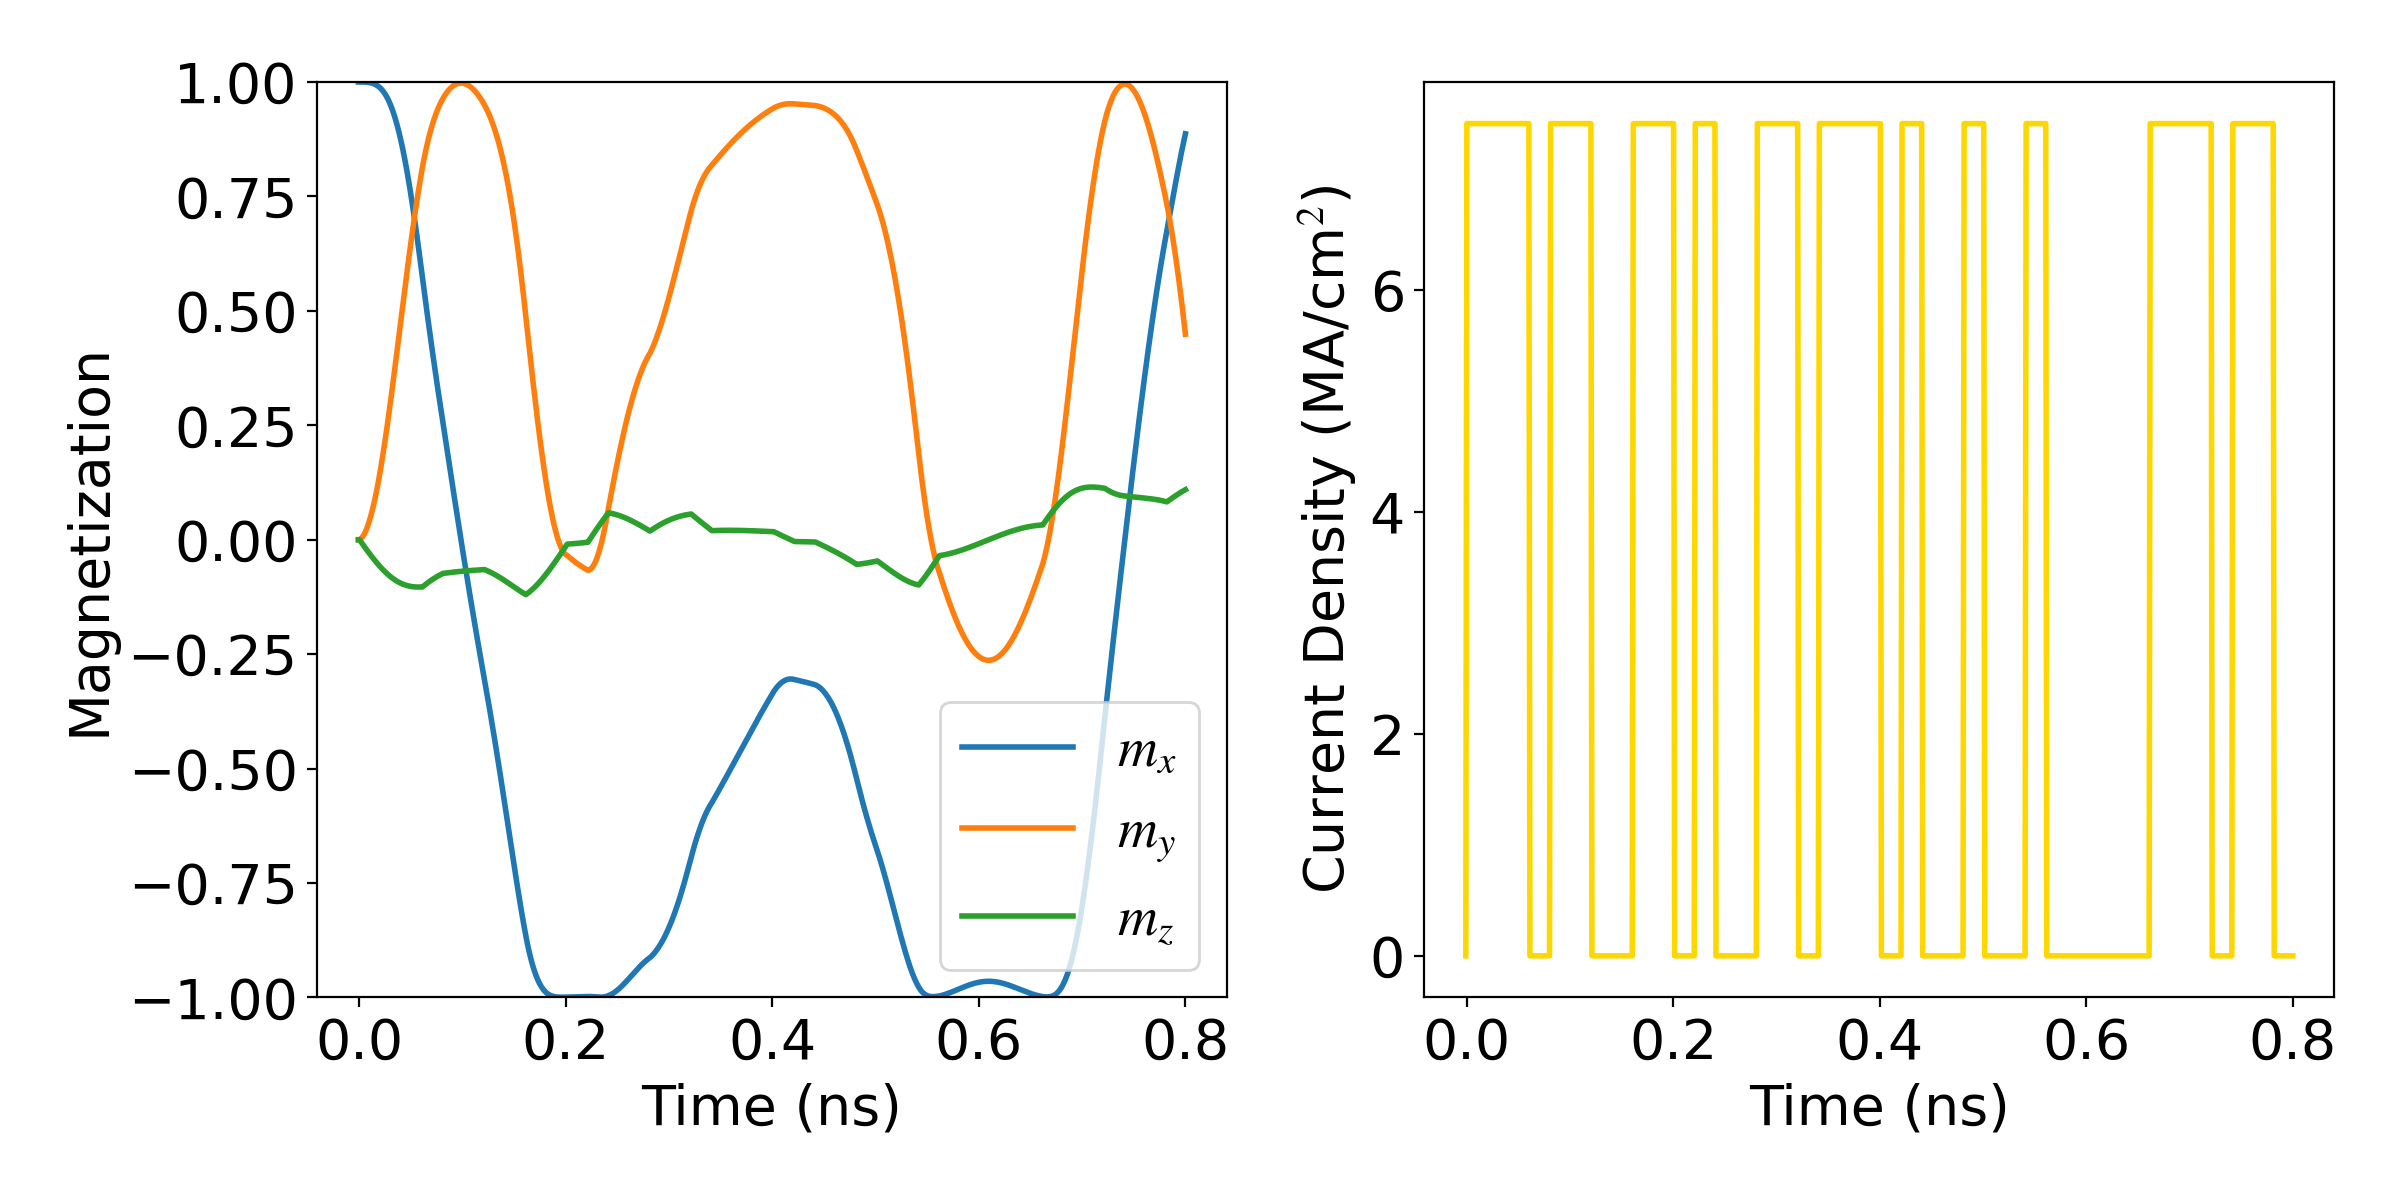 Magnetization
1.00
0.75
0.50
0.25
0.00
−0.25
−0.50
−0.75
−1.00
0.0 0.2 0.4 0.6 0.8
Time (ns)
m_x
m_y
m_z
Current Density (MA/cm²)
6
4
2
0
0.0 0.2 0.4 0.6 0.8
Time (ns)